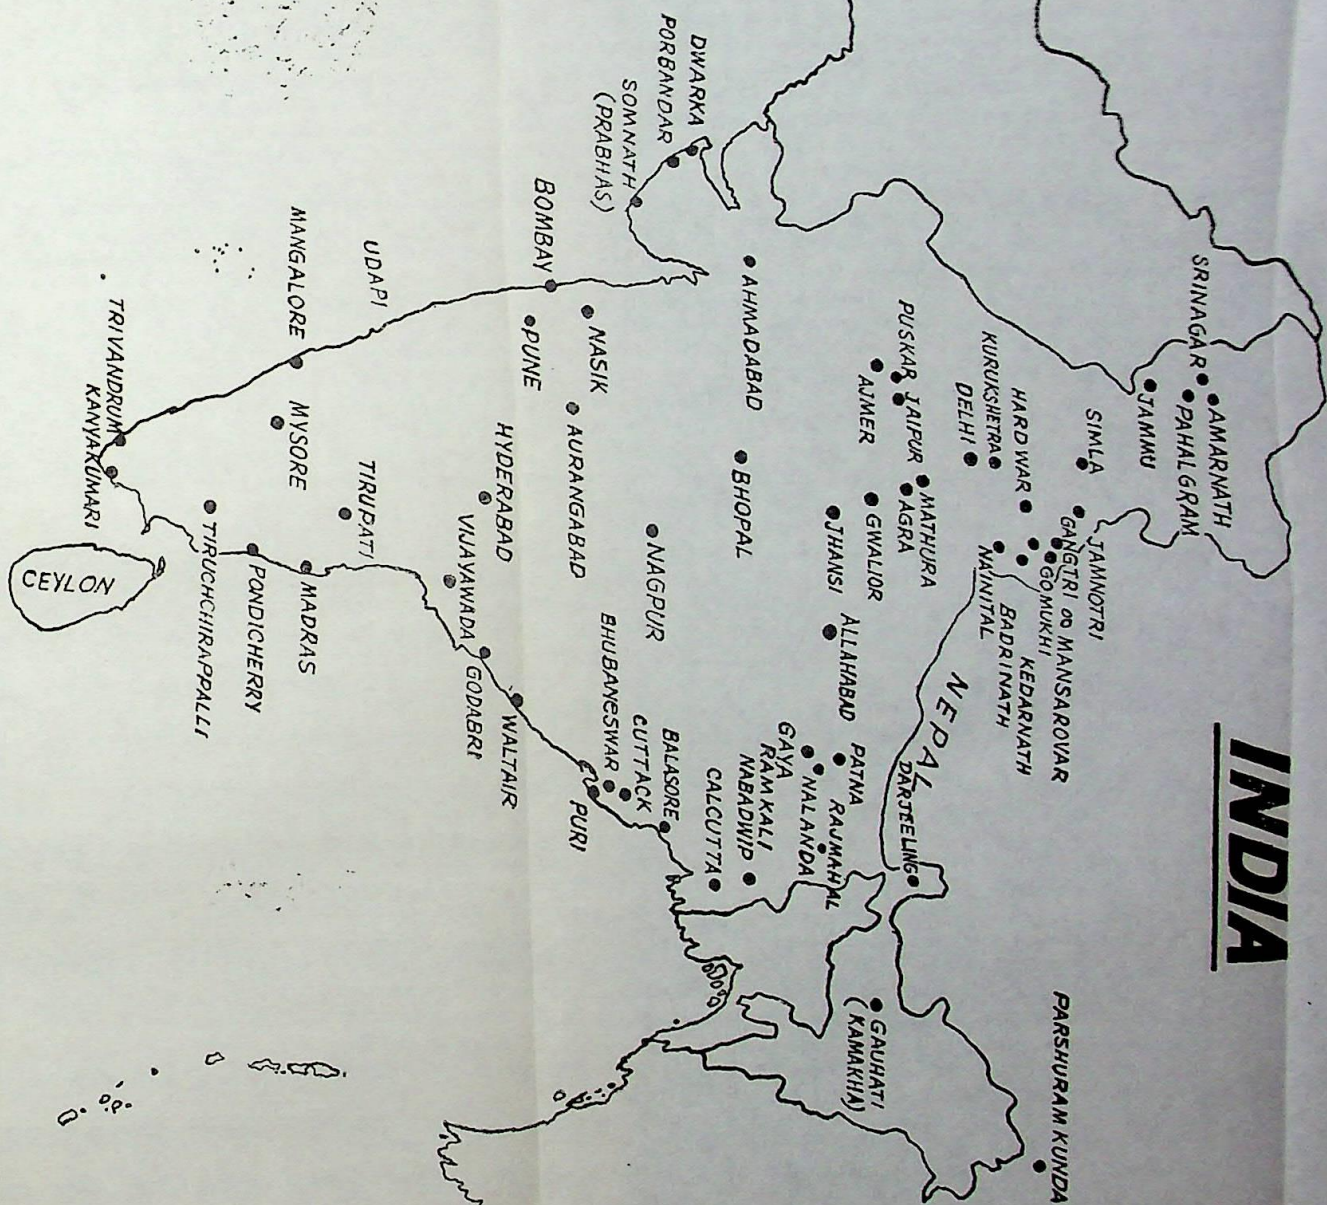 INDIA
SRINAGAR
AMARNATH
PAHALGRAM
JAMMU
SIMLA
JAMNOTRI
GANGTRI OO MANSAROVAR
GOMUKHI
KEDARNATH
BADRINATH
HARDWAR
KURUKSHETRA
DELHI
NAINITAL
NEPAL
DARJEELING
PARSHURAM KUNDA
PUSKAR
JAIPUR
AJMER
MATHURA
AGRA
GWALIOR
JHANSI
ALLAHABAD
PATNA
RAJMAHAL
NALANDA
GAYA
RAMKALI
NABADWIP
CALCUTTA
GAUHATI
(KAMAKHA)
DWARKA
PORBANDAR
SOMNATH
(PRABHAS)
AHMADABAD
BHOPAL
NAGPUR
BALASORE
CUTTACK
BHUBANESWAR
PURI
BOMBAY
NASIK
PUNE
AURANGABAD
HYDERABAD
VIJAYAWADA
GODABRI
WALTAIR
UDAPI
MANGALORE
MYSORE
TIRUPATI
MADRAS
PONDICHERRY
TIRUCHCHIRAPPALLI
TRIVANDRUM
KANYAKUMARI
CEYLON